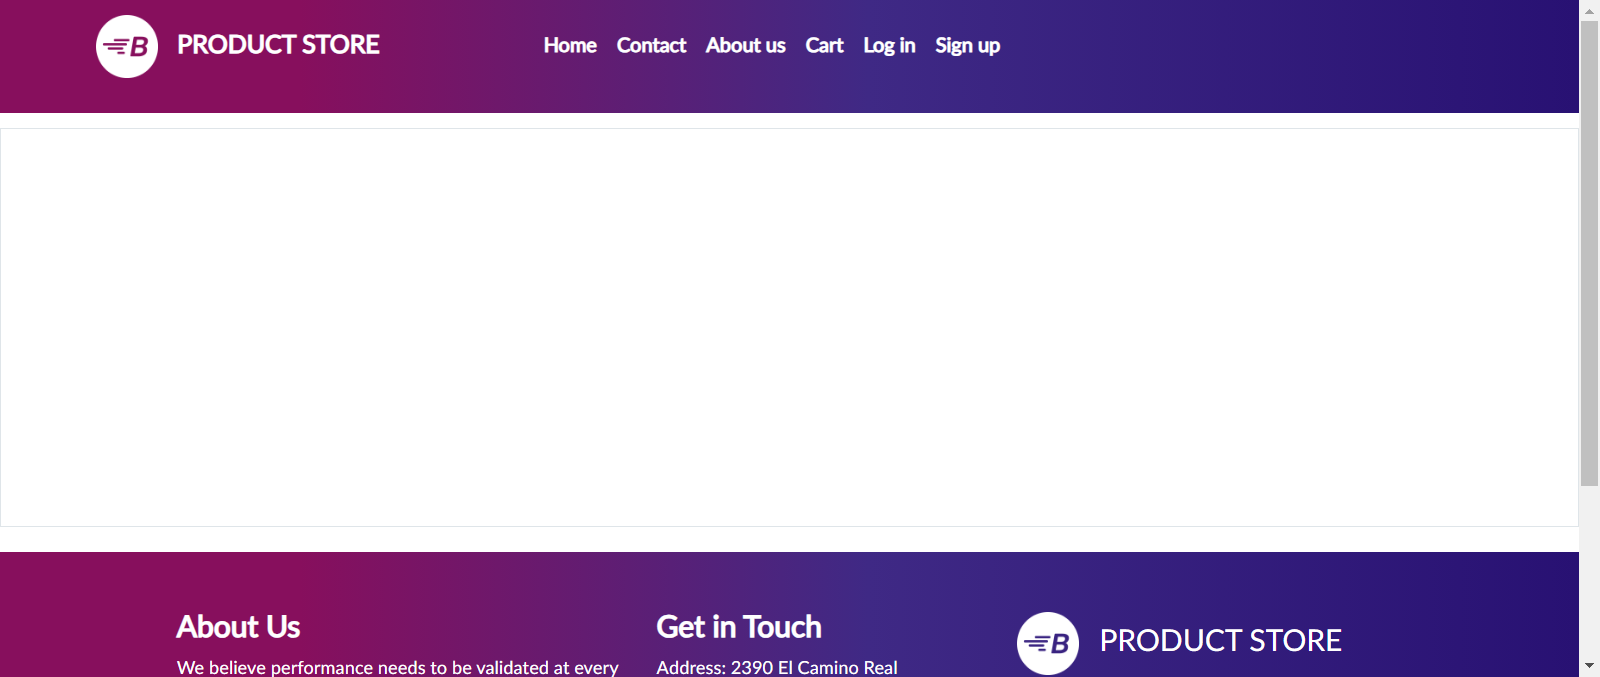 B PRODUCT STORE
Home Contact About us Cart Log in Sign up
About Us
We believe performance needs to be validated at every
Get in Touch
Address: 2390 El Camino Real
B PRODUCT STORE